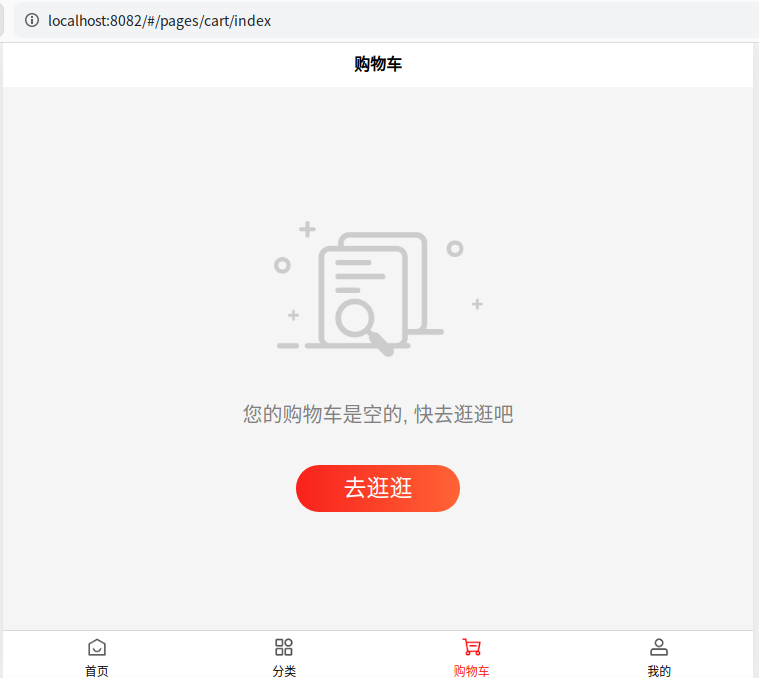 localhost:8082/#/pages/cart/index
购物车
您的购物车是空的, 快去逛逛吧
去逛逛
首页
分类
购物车
我的